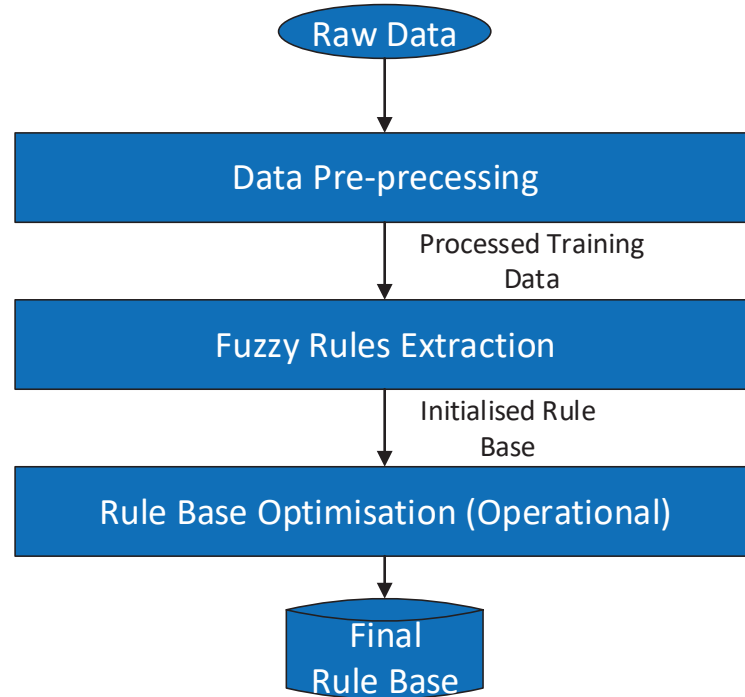 Raw Data
Data Pre-precessing
Processed Training
Data
Fuzzy Rules Extraction
Initialised Rule
Base
Rule Base Optimisation (Operational)
Final
Rule Base